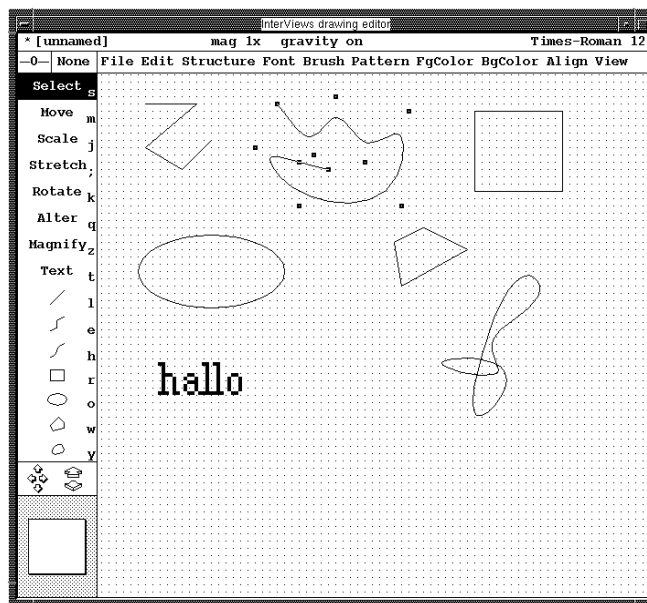 InterViews drawing editor
* [unnamed] mag 1x gravity on Times-Roman 12
0 None File Edit Structure Font Brush Pattern FgColor BgColor Align View
Select s
Move m
Scale j
Stretch ;
Rotate k
Alter q
Magnify z
Text t
l
e
h
r
o
w
y
hallo